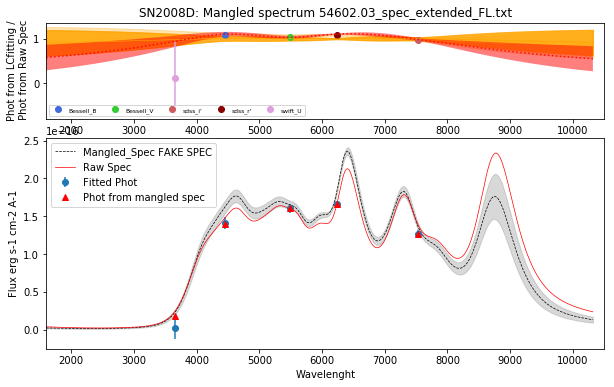 SN2008D: Mangled spectrum 54602.03_spec_extended_FL.txt
Phot from LCfitting /
Phot from Raw Spec
1
0
Bessell_B
Bessell_V
sdss_i'
sdss_r'
swift_U
2000 3000 4000 5000 6000 7000 8000 9000 10000
1e−16
Flux erg s-1 cm-2 A-1
2.5
2.0
1.5
1.0
0.5
0.0
Mangled_Spec FAKE SPEC
Raw Spec
Fitted Phot
Phot from mangled spec
2000 3000 4000 5000 6000 7000 8000 9000 10000
Wavelenght